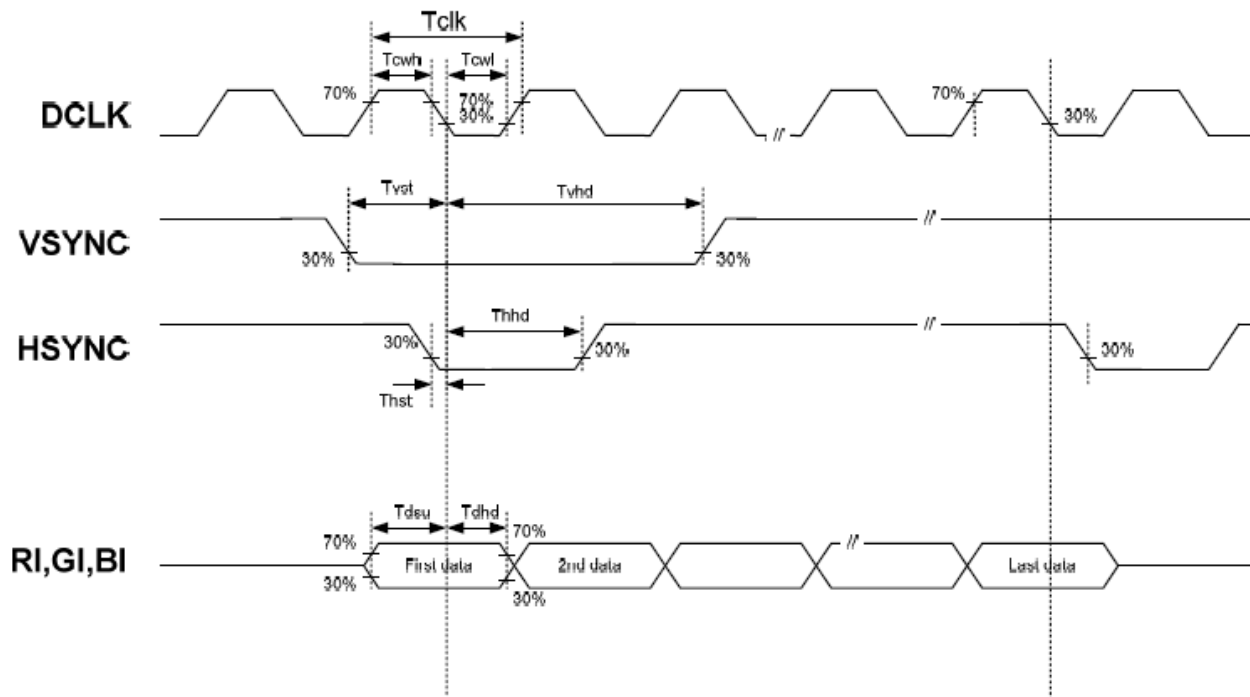 Tclk
Tcwh Tcwl
DCLK 70% 70% 30% // 70% 30%
Tvst Tvhd
VSYNC 30% 30% //
Thhd
HSYNC 30% 30% // 30%
Thst
Tdsu Tdhd
RI,GI,BI 70% 30% First data 70% 30% 2nd data // Last data